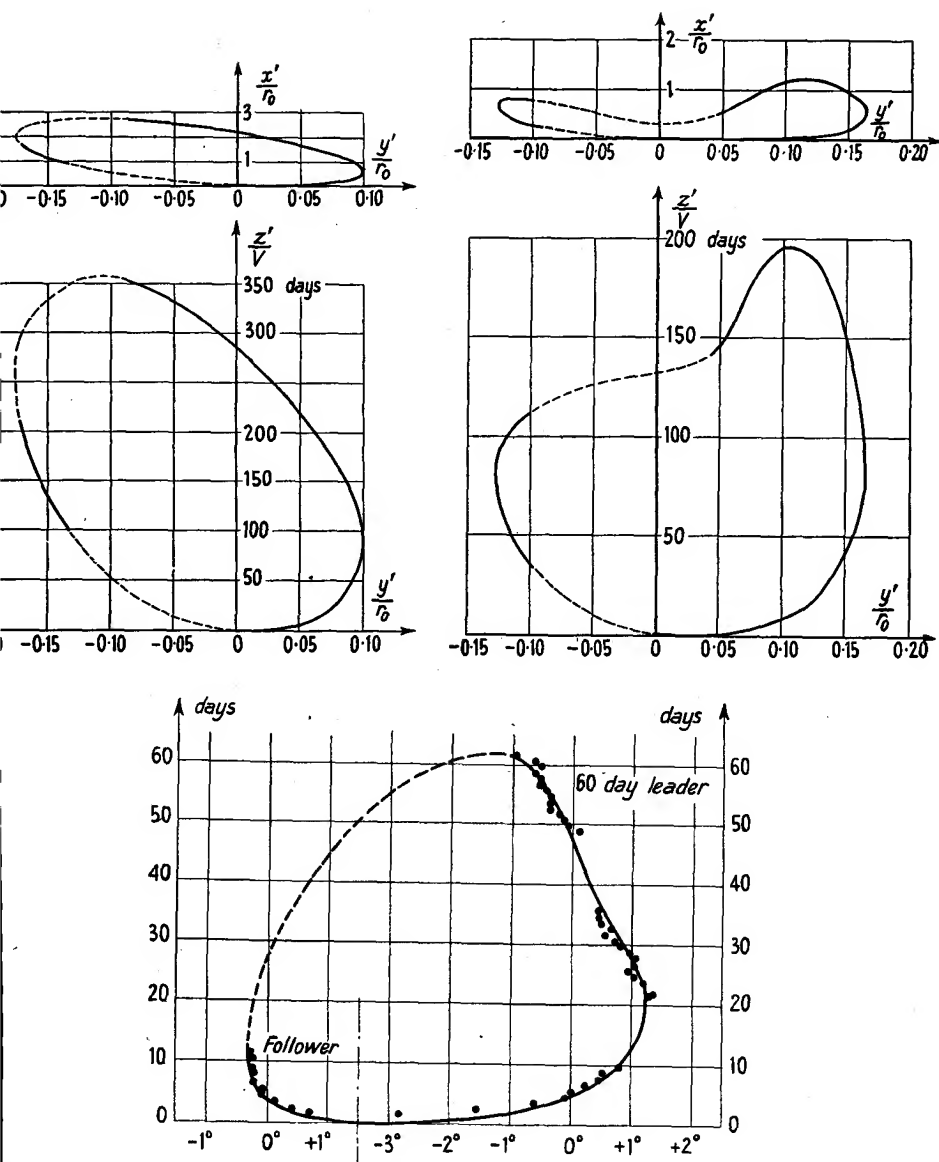 x'/r₀
3
1
y'/r₀
0 -0·15 -0·10 -0·05 0 0·05 0·10
2 x'/r₀
1
y'/r₀
-0·15 -0·10 -0·05 0 0·05 0·10 0·15 0·20
z'/V
350 days
300
200
150
100
50
y'/r₀
0 -0·15 -0·10 -0·05 0 0·05 0·10
z'/V
200 days
150
100
50
y'/r₀
-0·15 -0·10 -0·05 0 0·05 0·10 0·15 0·20
days days
60 60
60 day leader
50 50
40 40
30 30
20 20
Follower
10 10
0 0
-1° 0° +1° -3° -2° -1° 0° +1° +2°